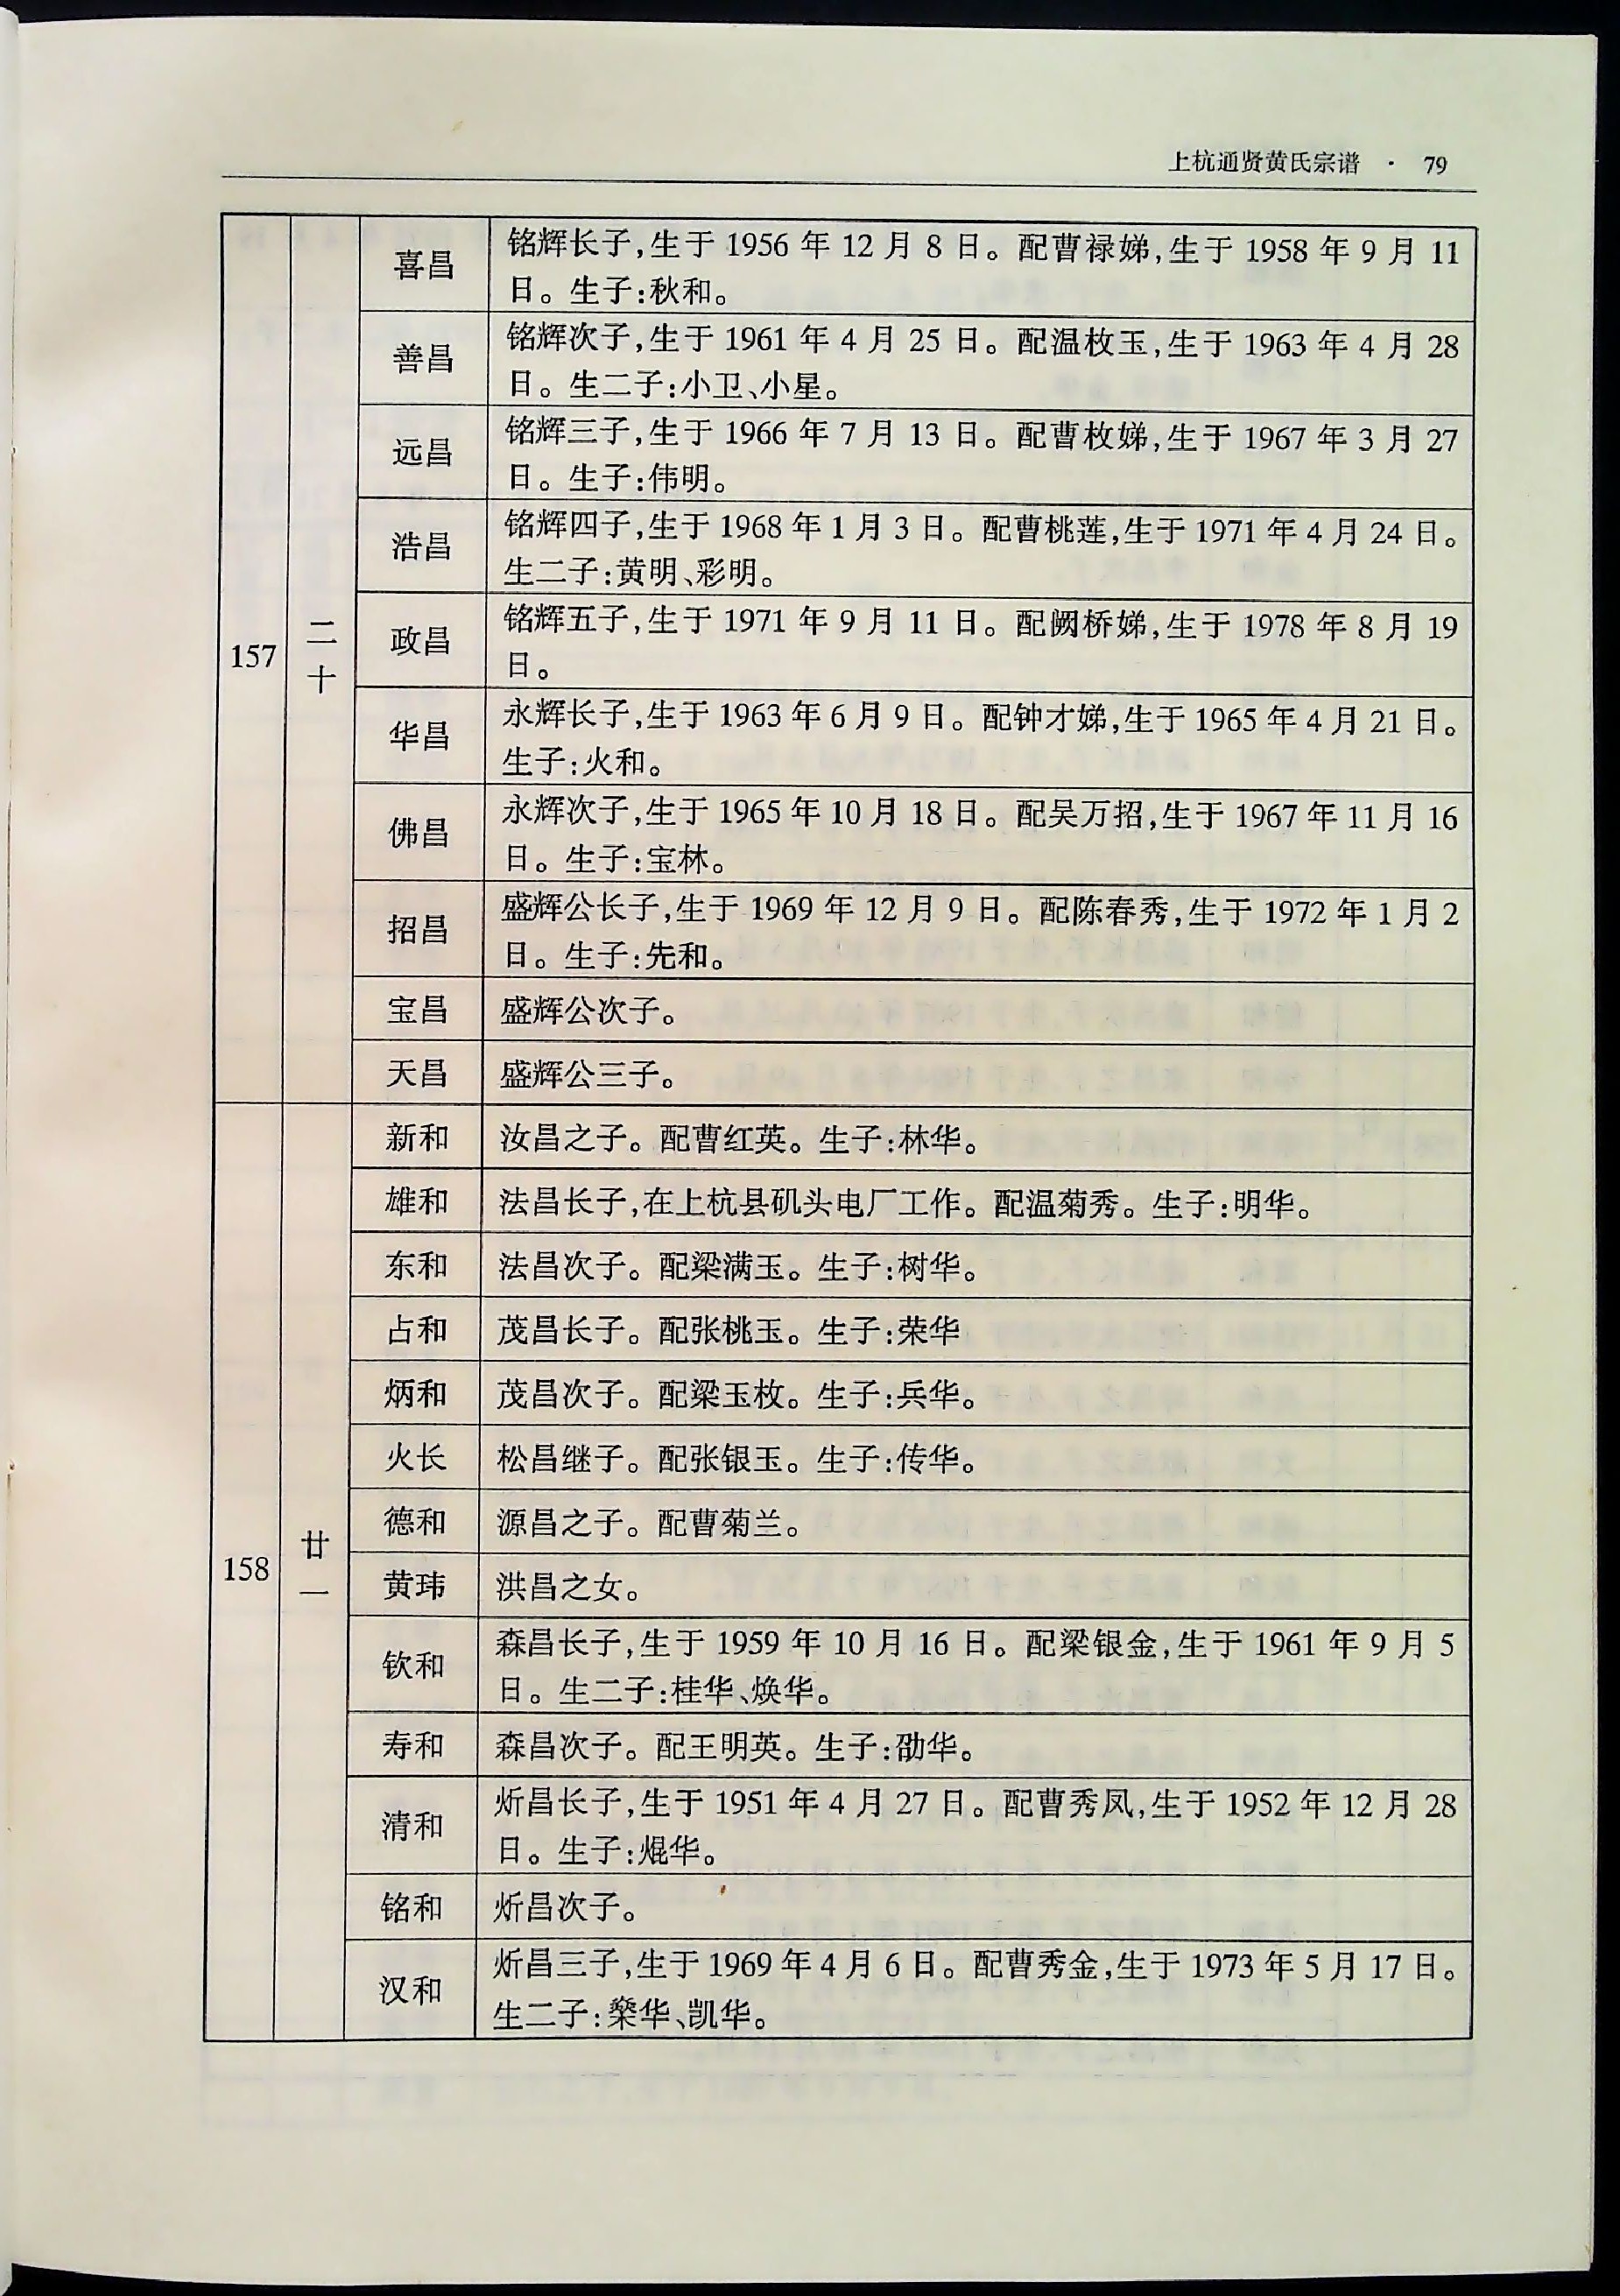 上杭通贤黄氏宗谱 · 79
157
二十
喜昌
铭辉长子,生于 1956 年 12 月 8 日。配曹禄娣,生于 1958 年 9 月 11
日。生子:秋和。
善昌
铭辉次子,生于 1961 年 4 月 25 日。配温枚玉,生于 1963 年 4 月 28
日。生二子:小卫、小星。
远昌
铭辉三子,生于 1966 年 7 月 13 日。配曹枚娣,生于 1967 年 3 月 27
日。生子:伟明。
浩昌
铭辉四子,生于 1968 年 1 月 3 日。配曹桃莲,生于 1971 年 4 月 24 日。
生二子:黄明、彩明。
政昌
铭辉五子,生于 1971 年 9 月 11 日。配阙桥娣,生于 1978 年 8 月 19
日。
华昌
永辉长子,生于 1963 年 6 月 9 日。配钟才娣,生于 1965 年 4 月 21 日。
生子:火和。
佛昌
永辉次子,生于 1965 年 10 月 18 日。配吴万招,生于 1967 年 11 月 16
日。生子:宝林。
招昌
盛辉公长子,生于 1969 年 12 月 9 日。配陈春秀,生于 1972 年 1 月 2
日。生子:先和。
宝昌
盛辉公次子。
天昌
盛辉公三子。
158
廿一
新和
汝昌之子。配曹红英。生子:林华。
雄和
法昌长子,在上杭县矶头电厂工作。配温菊秀。生子:明华。
东和
法昌次子。配梁满玉。生子:树华。
占和
茂昌长子。配张桃玉。生子:荣华
炳和
茂昌次子。配梁玉枚。生子:兵华。
火长
松昌继子。配张银玉。生子:传华。
德和
源昌之子。配曹菊兰。
黄玮
洪昌之女。
钦和
森昌长子,生于 1959 年 10 月 16 日。配梁银金,生于 1961 年 9 月 5
日。生二子:桂华、焕华。
寿和
森昌次子。配王明英。生子:劭华。
清和
炘昌长子,生于 1951 年 4 月 27 日。配曹秀凤,生于 1952 年 12 月 28
日。生子:焜华。
铭和
炘昌次子。
汉和
炘昌三子,生于 1969 年 4 月 6 日。配曹秀金,生于 1973 年 5 月 17 日。
生二子:燊华、凯华。